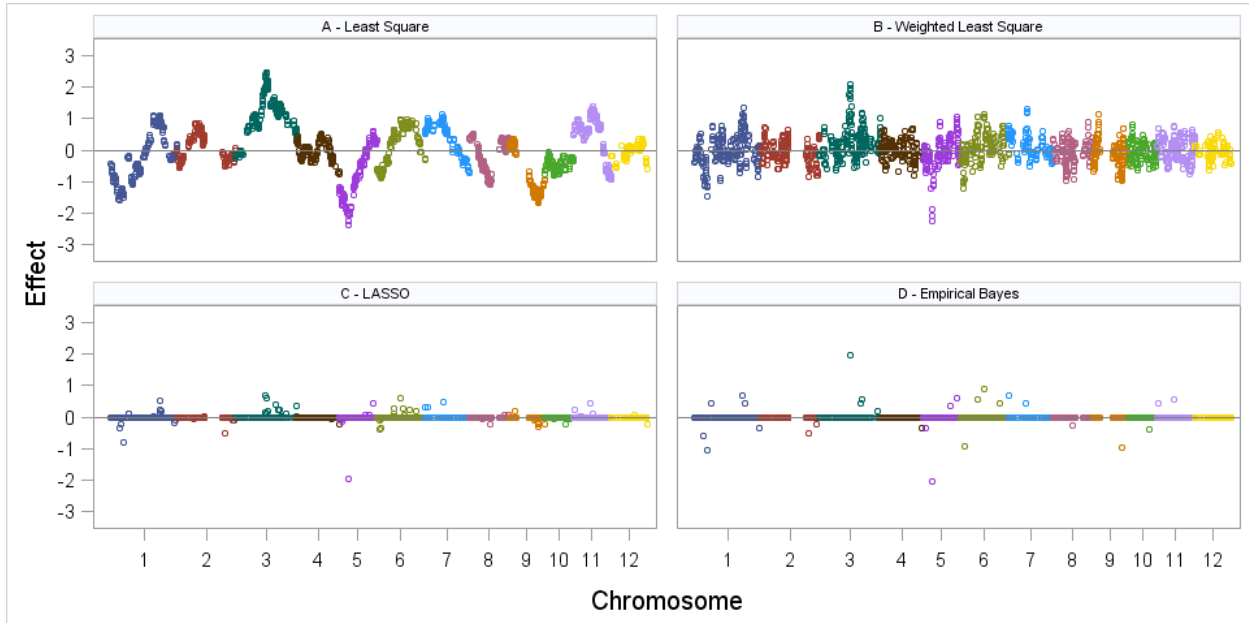 A - Least Square
B - Weighted Least Square
3
2
1
0
-1
-2
-3
Effect
C - LASSO
D - Empirical Bayes
3
2
1
0
-1
-2
-3
1 2 3 4 5 6 7 8 9 10 11 12
1 2 3 4 5 6 7 8 9 10 11 12
Chromosome